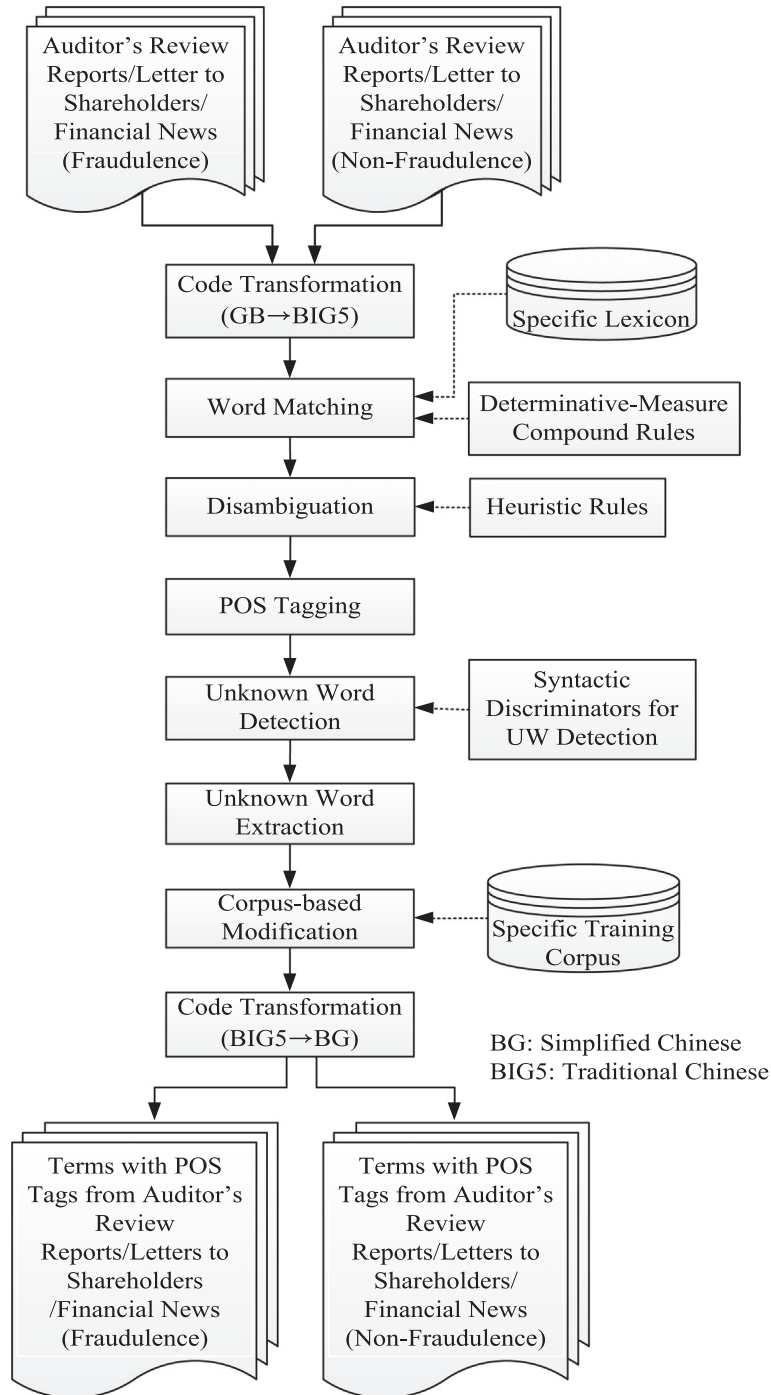 Auditor's Review
Reports/Letter to
Shareholders/
Financial News
(Fraudulence)
Auditor's Review
Reports/Letter to
Shareholders/
Financial News
(Non-Fraudulence)
Code Transformation
(GB→BIG5)
Specific Lexicon
Word Matching
Determinative-Measure
Compound Rules
Disambiguation
Heuristic Rules
POS Tagging
Unknown Word
Detection
Syntactic
Discriminators for
UW Detection
Unknown Word
Extraction
Corpus-based
Modification
Specific Training
Corpus
Code Transformation
(BIG5→BG)
BG: Simplified Chinese
BIG5: Traditional Chinese
Terms with POS
Tags from Auditor's
Review
Reports/Letters to
Shareholders
/Financial News
(Fraudulence)
Terms with POS
Tags from Auditor's
Review
Reports/Letters to
Shareholders/
Financial News
(Non-Fraudulence)